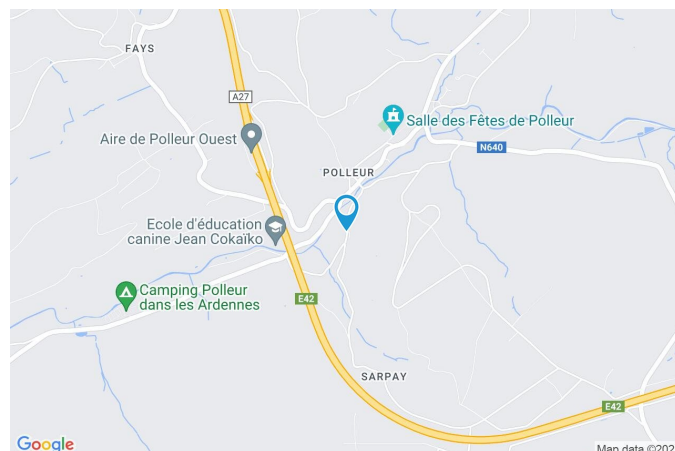 FAYS
A27
Salle des Fêtes de Polleur
Aire de Polleur Ouest
N640
POLLEUR
Ecole d'éducation
canine Jean Cokaïko
Camping Polleur
dans les Ardennes
E42
SARPAY
E42
Google
Map data ©202